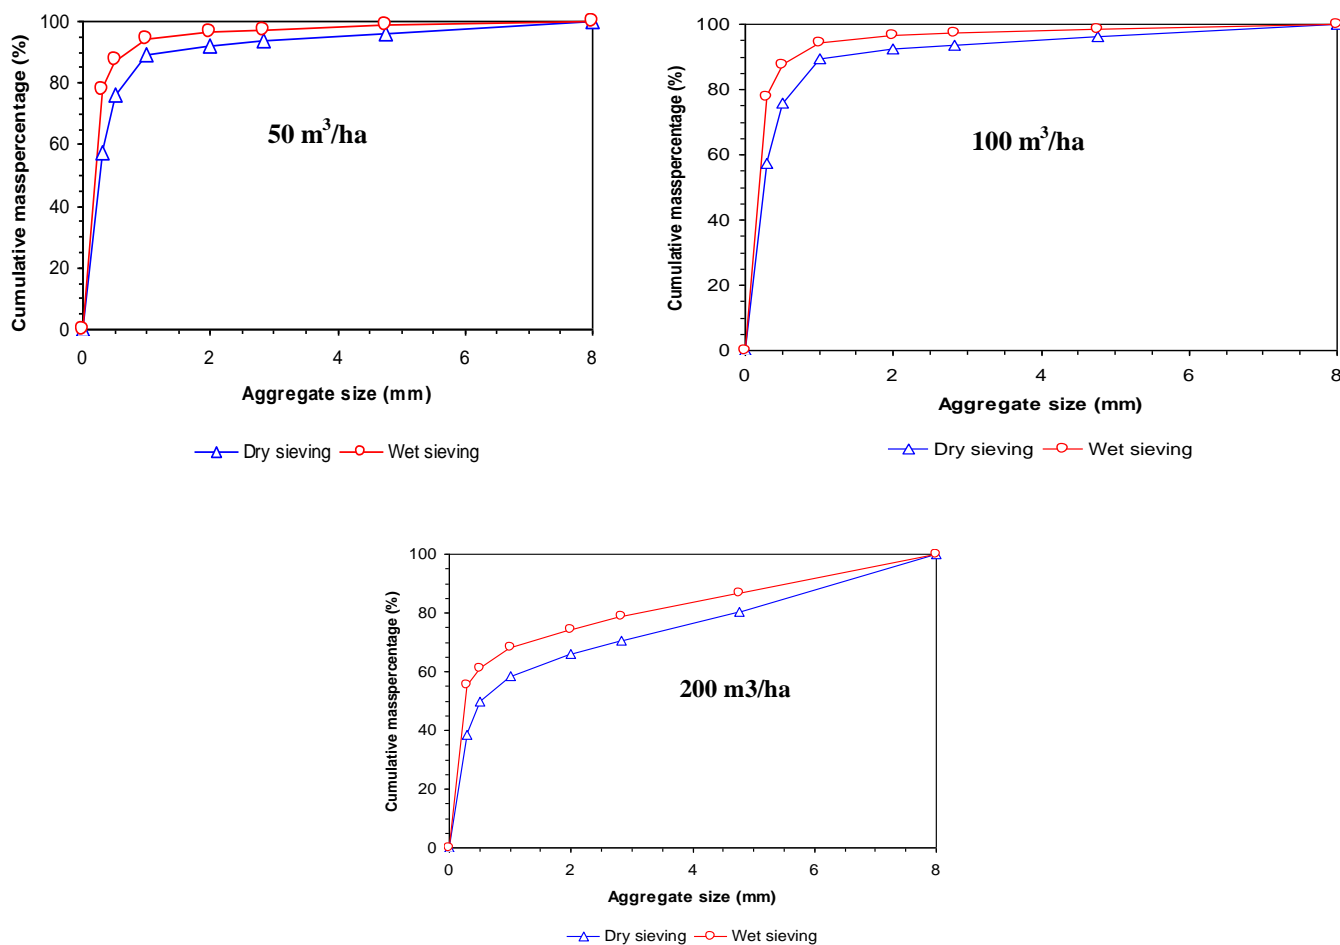 Cumulative masspercentage (%)
100
80
60
40
20
0
50 m³/ha
0 2 4 6 8
Aggregate size (mm)
Dry sieving Wet sieving
Cumulative masspercentage (%)
100
80
60
40
20
0
100 m³/ha
0 2 4 6 8
Aggregate size (mm)
Dry sieving Wet sieving
Cumulative masspercentage (%)
100
80
60
40
20
0
200 m3/ha
0 2 4 6 8
Aggregate size (mm)
Dry sieving Wet sieving